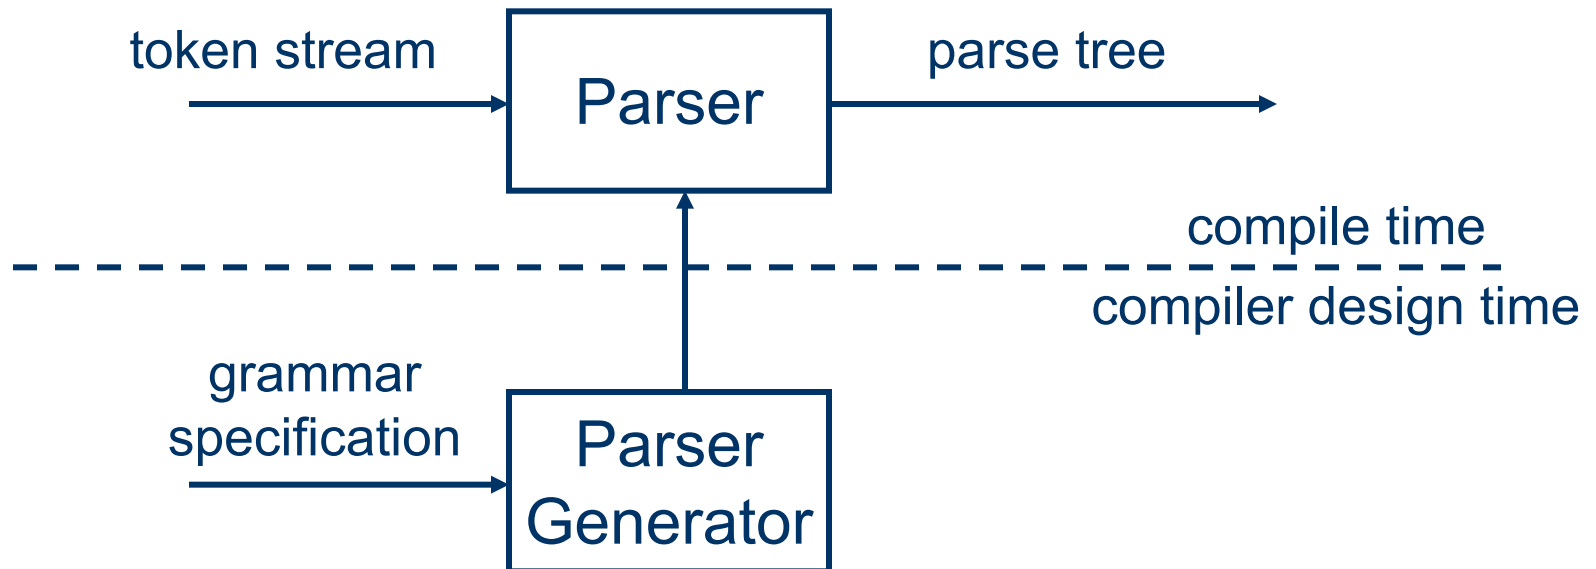 token stream
Parser
parse tree
compile time
compiler design time
grammar
specification
Parser
Generator